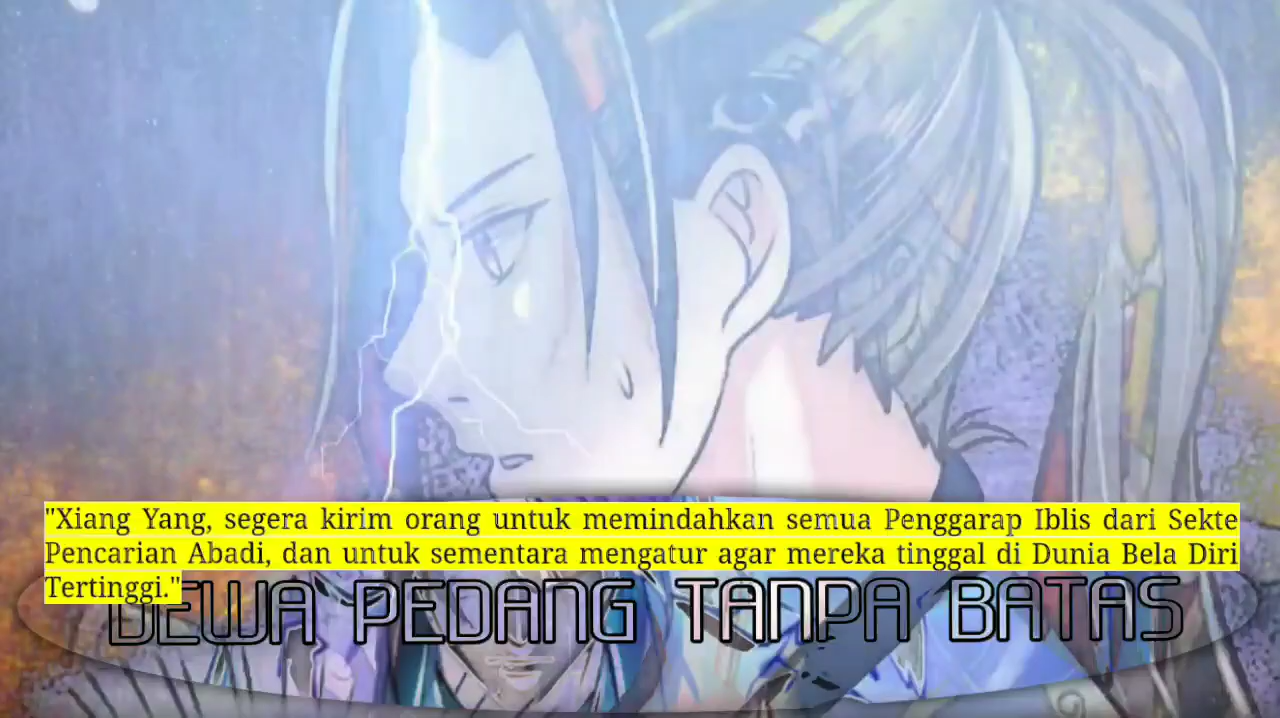 "Xiang Yang, segera kirim orang untuk memindahkan semua Penggarap Iblis dari Sekte
Pencarian Abadi, dan untuk sementara mengatur agar mereka tinggal di Dunia Bela Diri
Tertinggi."
DEWA PEDANG TANPA BATAS